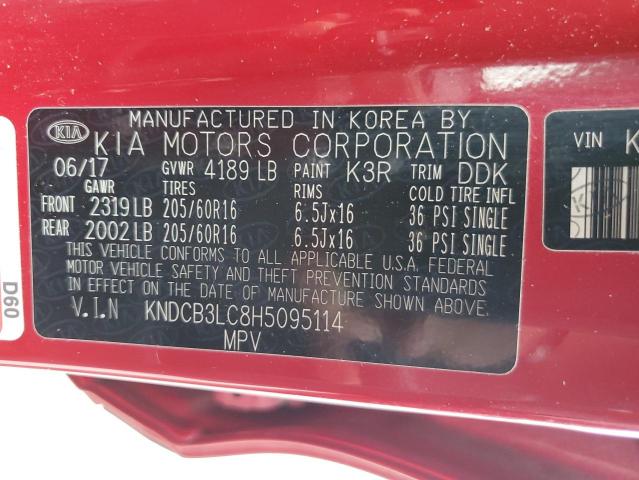 MANUFACTURED IN KOREA BY
KIA KIA MOTORS CORPORATION
06/17 GVWR 4189 LB PAINT K3R TRIM DDK
GAWR TIRES RIMS COLD TIRE INFL
FRONT 2319 LB 205/60R16 6.5Jx16 36 PSI SINGLE
REAR 2002 LB 205/60R16 6.5Jx16 36 PSI SINGLE
THIS VEHICLE CONFORMS TO ALL APPLICABLE U.S.A. FEDERAL
MOTOR VEHICLE SAFETY AND THEFT PREVENTION STANDARDS
IN EFFECT ON THE DATE OF MANUFACTURE SHOWN ABOVE.
V.I.N KNDCB3LC8H5095114
MPV
VIN K
D60